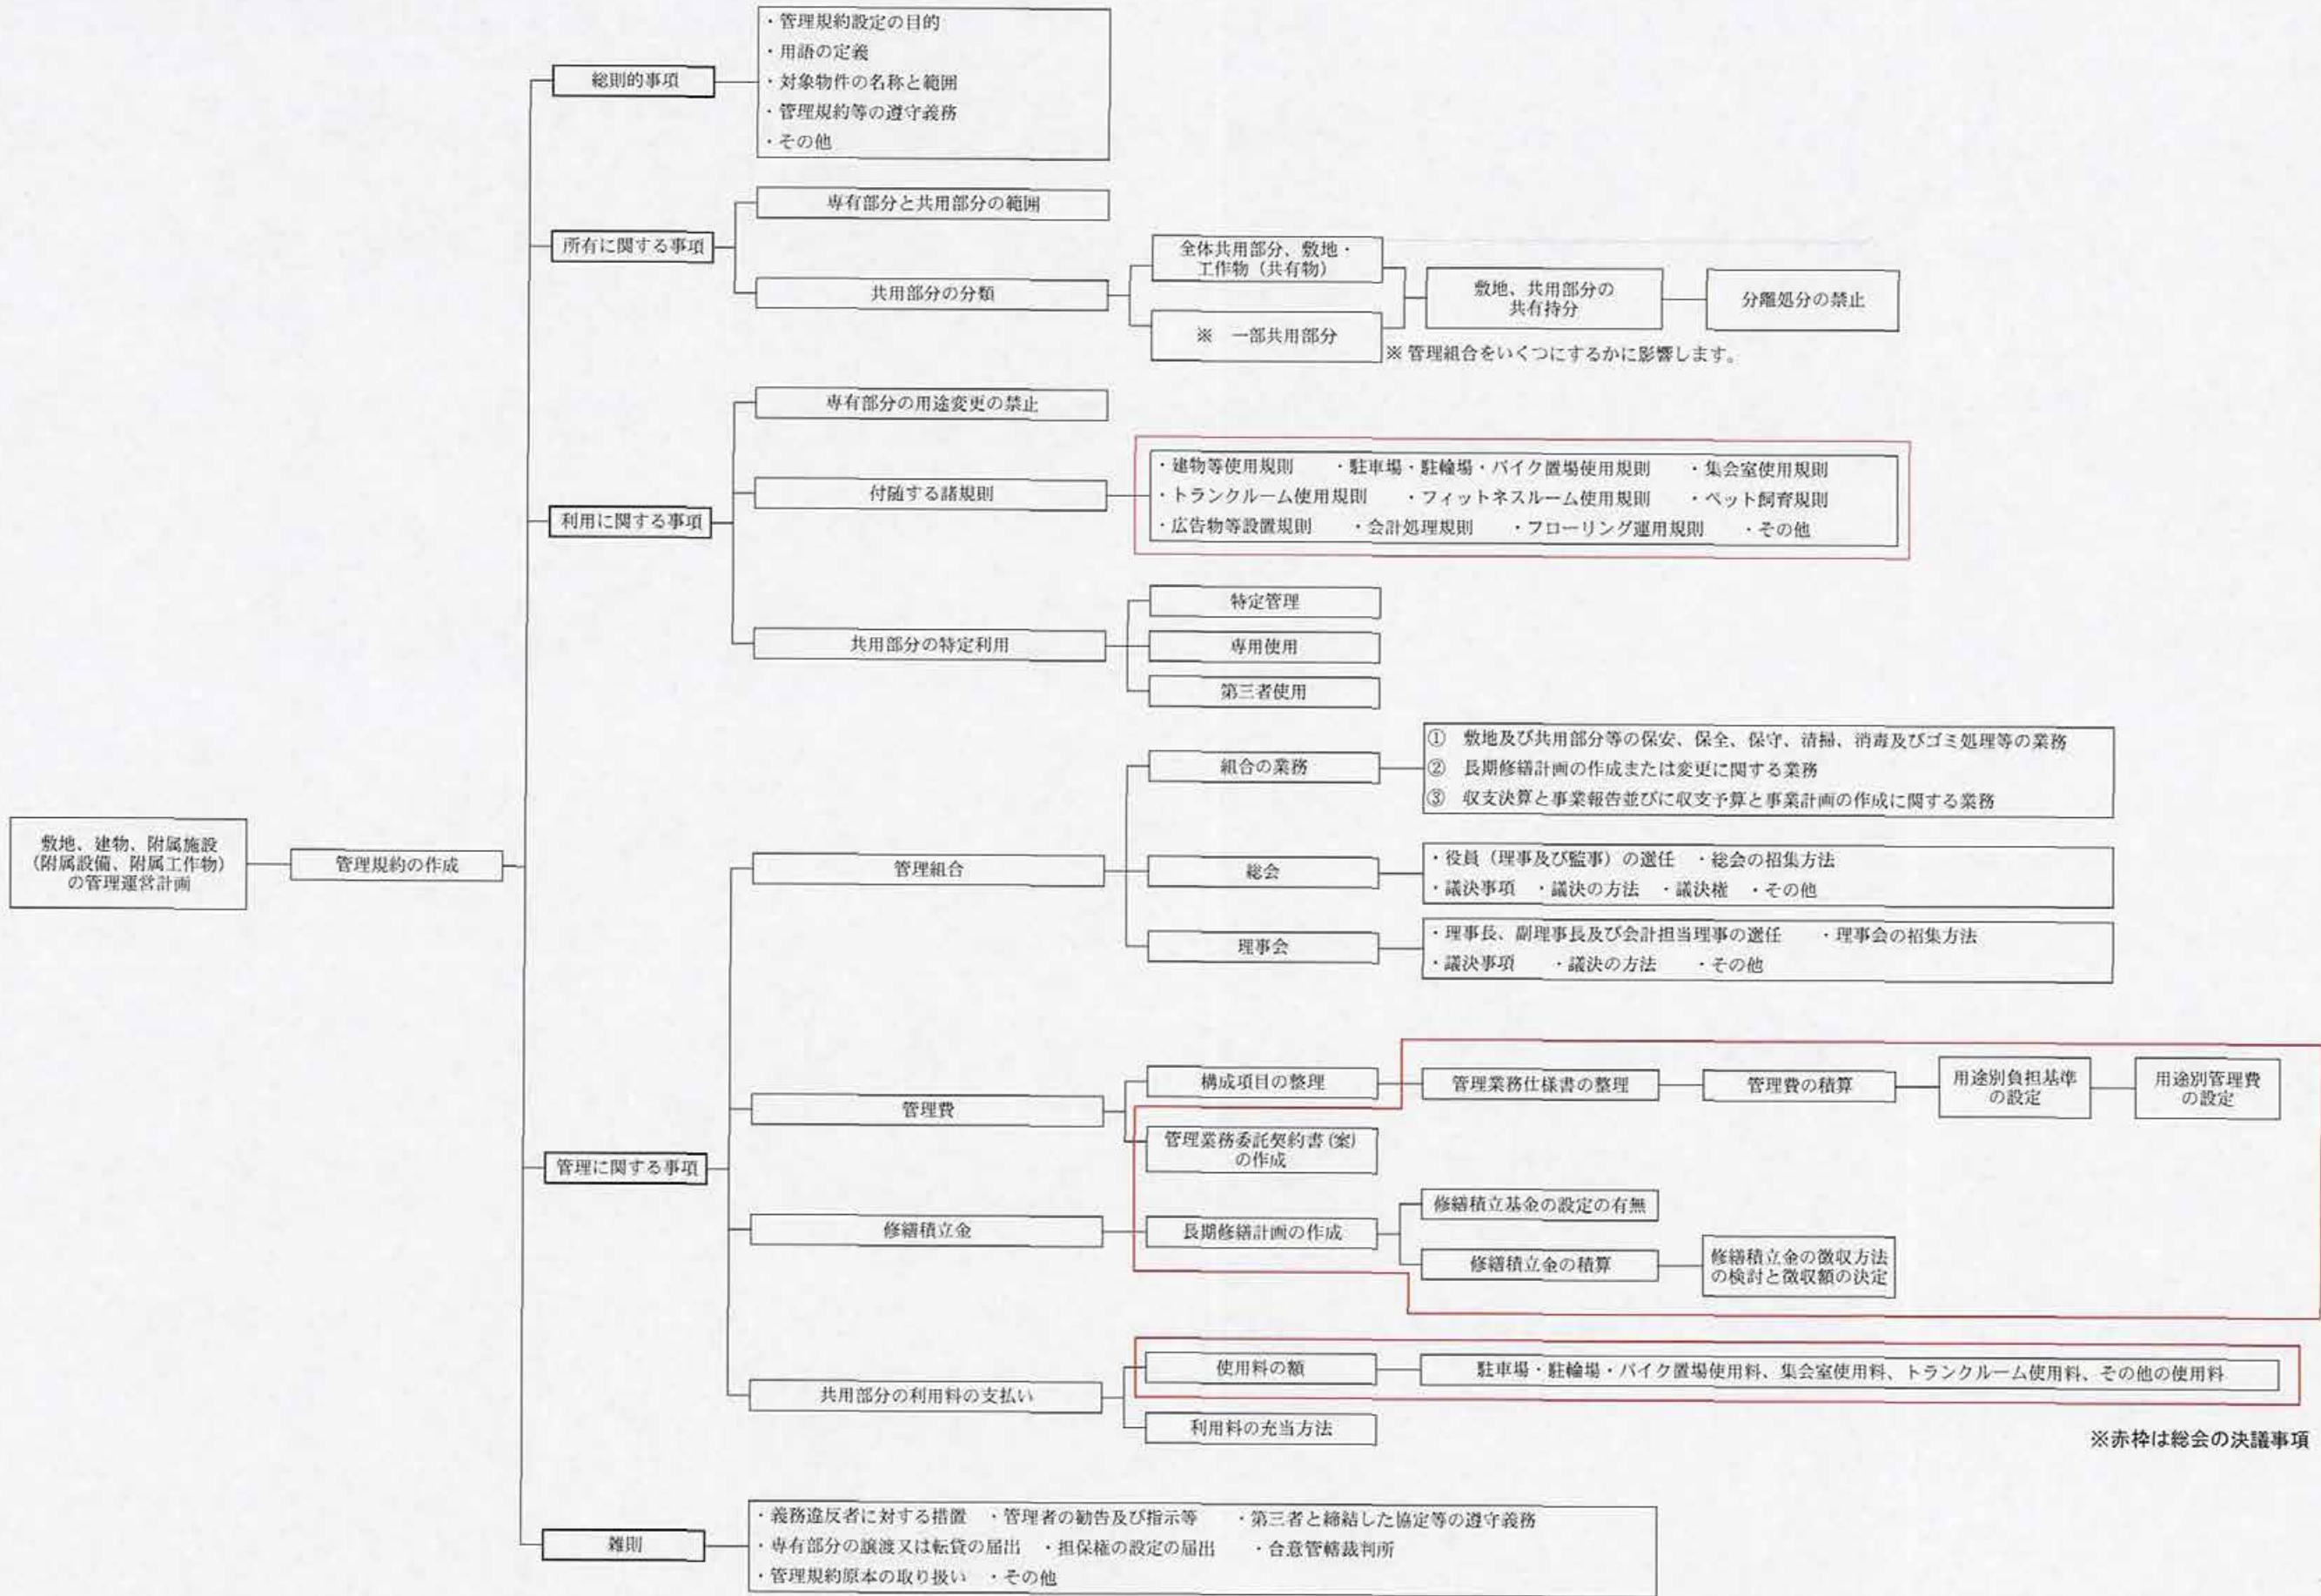 ・管理規約設定の目的
・用語の定義
・対象物件の名称と範囲
・管理規約等の遵守義務
・その他
総則的事項
専有部分と共用部分の範囲
所有に関する事項
共用部分の分類
全体共用部分、敷地・
工作物（共有物）
※　一部共用部分
敷地、共用部分の
共有持分
分離処分の禁止
※ 管理組合をいくつにするかに影響します。
専有部分の用途変更の禁止
利用に関する事項
付随する諸規則
・建物等使用規則　・駐車場・駐輪場・バイク置場使用規則　・集会室使用規則
・トランクルーム使用規則　・フィットネスルーム使用規則　・ペット飼育規則
・広告物等設置規則　・会計処理規則　・フローリング運用規則　・その他
共用部分の特定利用
特定管理
専用使用
第三者使用
敷地、建物、附属施設
（附属設備、附属工作物）
の管理運営計画
管理規約の作成
管理組合
組合の業務
①　敷地及び共用部分等の保安、保全、保守、清掃、消毒及びゴミ処理等の業務
②　長期修繕計画の作成または変更に関する業務
③　収支決算と事業報告並びに収支予算と事業計画の作成に関する業務
総会
・役員（理事及び監事）の選任　・総会の招集方法
・議決事項　・議決の方法　・議決権　・その他
理事会
・理事長、副理事長及び会計担当理事の選任　・理事会の招集方法
・議決事項　・議決の方法　・その他
管理に関する事項
管理費
構成項目の整理
管理業務仕様書の整理
管理費の積算
用途別負担基準
の設定
用途別管理費
の設定
管理業務委託契約書（案）
の作成
修繕積立金
長期修繕計画の作成
修繕積立基金の設定の有無
修繕積立金の積算
修繕積立金の徴収方法
の検討と徴収額の決定
共用部分の利用料の支払い
使用料の額
駐車場・駐輪場・バイク置場使用料、集会室使用料、トランクルーム使用料、その他の使用料
利用料の充当方法
※赤枠は総会の決議事項
雑則
・義務違反者に対する措置　・管理者の勧告及び指示等　・第三者と締結した協定等の遵守義務
・専有部分の譲渡又は転貸の届出　・担保権の設定の届出　・合意管轄裁判所
・管理規約原本の取り扱い　・その他